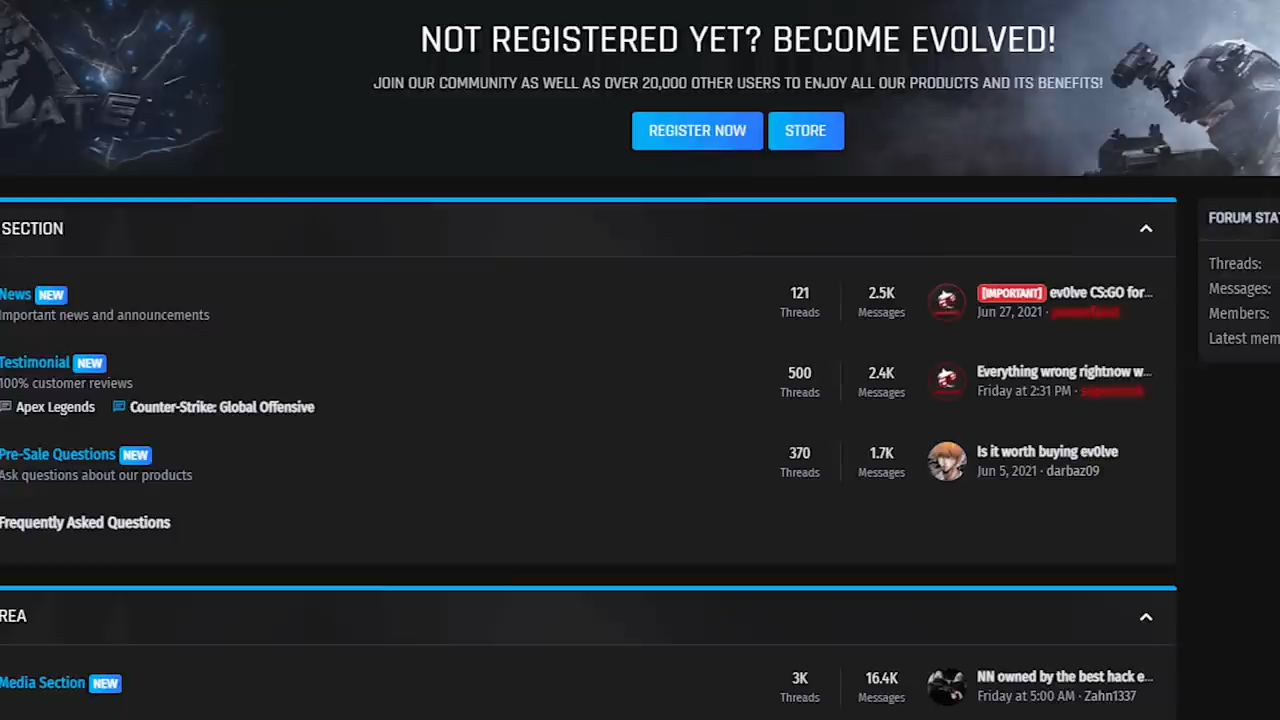 NOT REGISTERED YET? BECOME EVOLVED!
JOIN OUR COMMUNITY AS WELL AS OVER 20,000 OTHER USERS TO ENJOY ALL OUR PRODUCTS AND ITS BENEFITS!
LATE
REGISTER NOW
STORE
SECTION
FORUM STA
Threads:
Messages:
Members:
Latest mem
News NEW
Important news and announcements
121
Threads
2.5K
Messages
[IMPORTANT] ev0lve CS:GO for...
Jun 27, 2021 ·
Testimonial NEW
100% customer reviews
Apex Legends
Counter-Strike: Global Offensive
500
Threads
2.4K
Messages
Everything wrong rightnow w...
Friday at 2:31 PM ·
Pre-Sale Questions NEW
Ask questions about our products
370
Threads
1.7K
Messages
Is it worth buying ev0lve
Jun 5, 2021 · darbaz09
Frequently Asked Questions
REA
Media Section NEW
3K
Threads
16.4K
Messages
NN owned by the best hack e...
Friday at 5:00 AM · Zahn1337